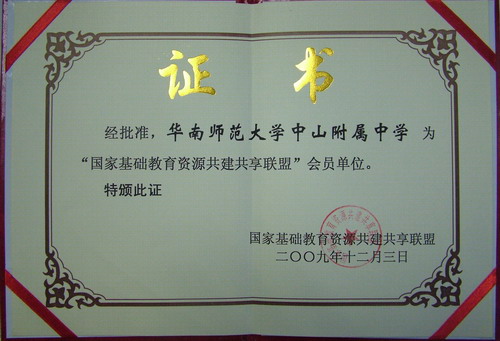 证书
经批准，华南师范大学中山附属中学 为
“国家基础教育资源共建共享联盟”会员单位。
特颁此证
国家基础教育资源共建共享联盟
二〇〇九年十二月三日